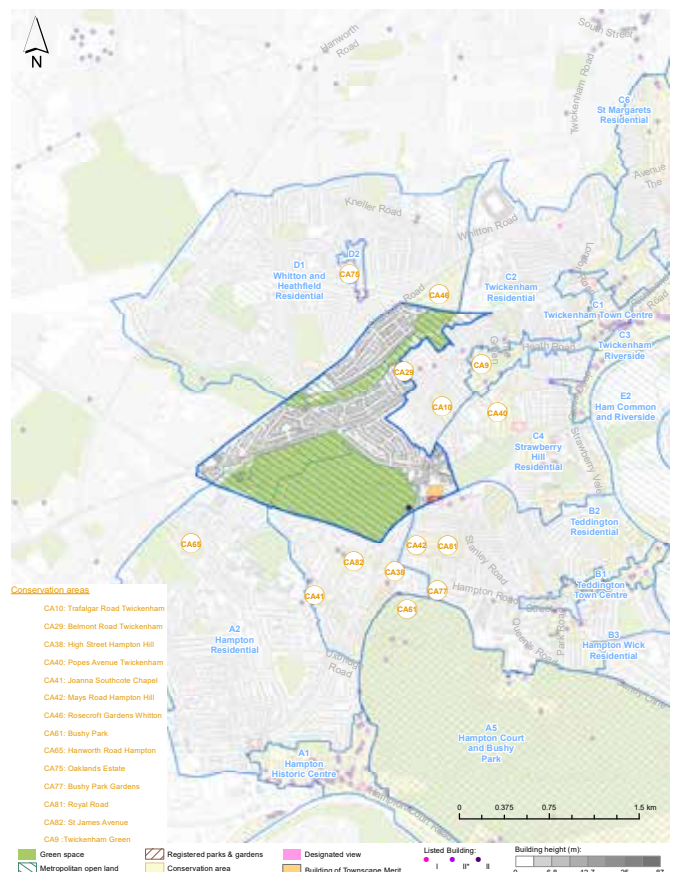 N
Hanworth
Road
South Street
Twickenham Road
C6
St Margarets
Residential
Avenue
The
Kneller Road
Whitton Road
D2
D1
Whitton and
Heathfield
Residential
CA75
CA46
Road
C2
Twickenham
Residential
London
Road
C1
Twickenham Town Centre
C3
Twickenham
Riverside
The
Green
Heath Road
CA29
CA9
CA10
CA40
E2
Ham Common
and Riverside
C4
Strawberry
Hill
Residential
Strawberry Vale
B2
Teddington
Residential
CA65
CA42
CA81
Stanley Road
CA82
CA38
CA41
CA77
CA61
Hampton Road
Street
B1
Teddington
Town Centre
Park Road
Queens Road
B3
Hampton Wick
Residential
A2
Hampton
Residential
Uxbridge
Road
A5
Hampton Court
and Bushy
Park
A1
Hampton
Historic Centre
Hampton Court Road
Conservation areas
CA10: Trafalgar Road Twickenham
CA29: Belmont Road Twickenham
CA38: High Street Hampton Hill
CA40: Popes Avenue Twickenham
CA41: Joanna Southcote Chapel
CA42: Mays Road Hampton Hill
CA46: Rosecroft Gardens Whitton
CA61: Bushy Park
CA65: Hanworth Road Hampton
CA75: Oaklands Estate
CA77: Bushy Park Gardens
CA81: Royal Road
CA82: St James Avenue
CA9 :Twickenham Green
0 0.375 0.75 1.5 km
Green space
Metropolitan open land
Registered parks & gardens
Conservation area
Designated view
Building of Townscape Merit
Listed Building:
I II* II
Building height (m):